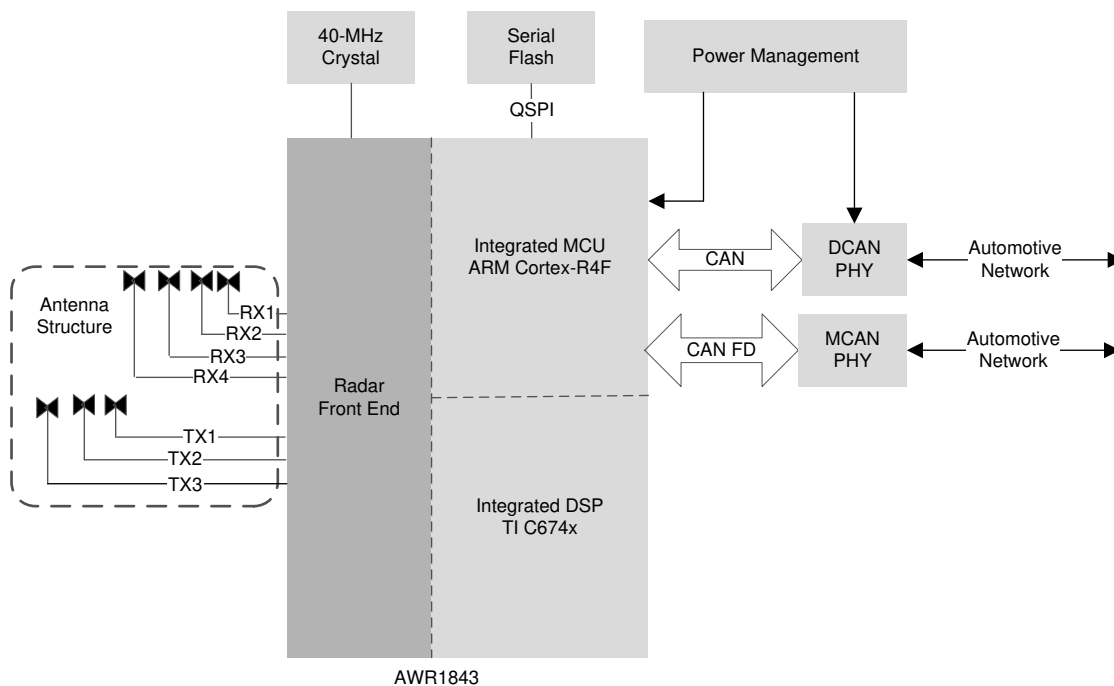 40-MHz
Crystal
Serial
Flash
Power Management
QSPI
Integrated MCU
ARM Cortex-R4F
CAN
DCAN
PHY
Automotive
Network
Antenna
Structure
RX1
RX2
RX3
RX4
CAN FD
MCAN
PHY
Automotive
Network
Radar
Front End
TX1
TX2
TX3
Integrated DSP
TI C674x
AWR1843